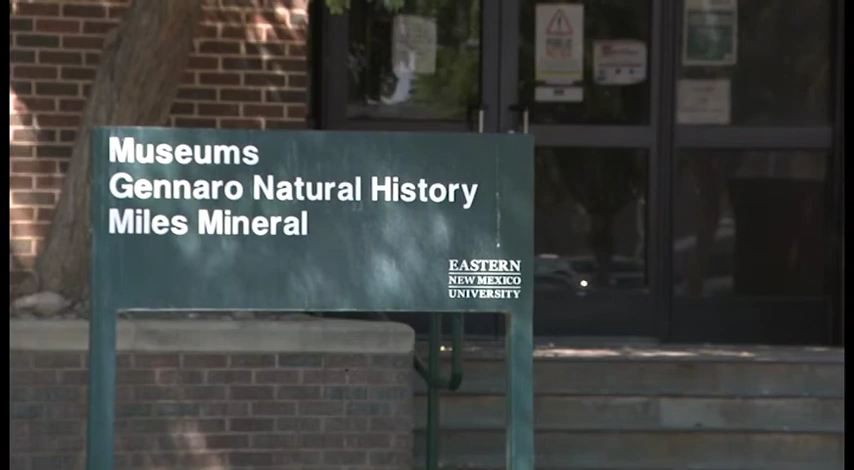 Museums
Gennaro Natural History
Miles Mineral
EASTERN
NEW MEXICO
UNIVERSITY